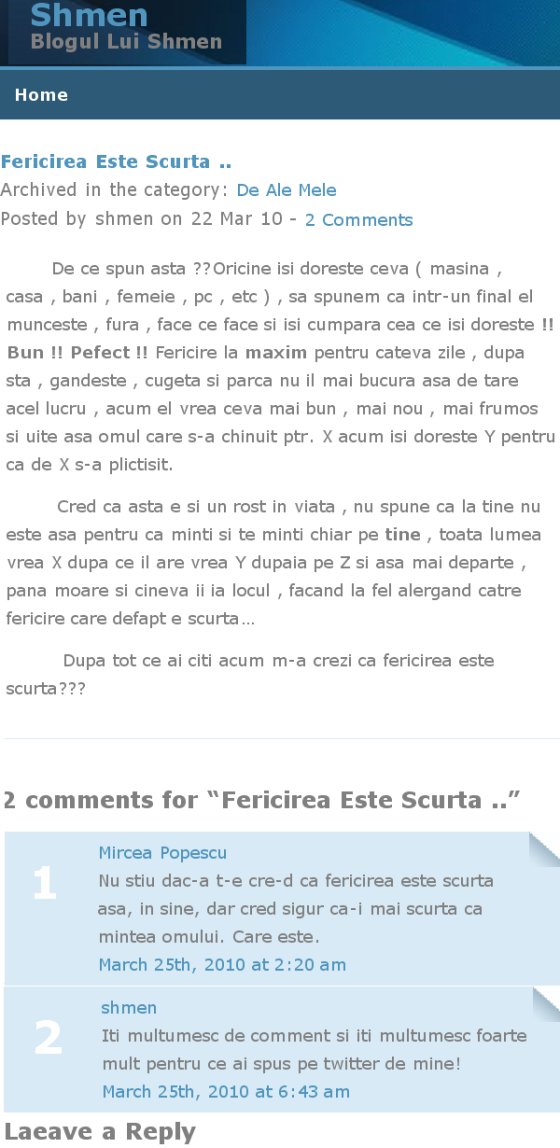 Shmen
Blogul Lui Shmen
Home
Fericirea Este Scurta ..
Archived in the category: De Ale Mele
Posted by shmen on 22 Mar 10 - 2 Comments
De ce spun asta ??Oricine isi doreste ceva ( masina ,
casa , bani , femeie , pc , etc ) , sa spunem ca intr-un final el
munceste , fura , face ce face si isi cumpara cea ce isi doreste !!
Bun !! Pefect !! Fericire la maxim pentru cateva zile , dupa
sta , gandeste , cugeta si parca nu il mai bucura asa de tare
acel lucru , acum el vrea ceva mai bun , mai nou , mai frumos
si uite asa omul care s-a chinuit ptr. X acum isi doreste Y pentru
ca de X s-a plictisit.
Cred ca asta e si un rost in viata , nu spune ca la tine nu
este asa pentru ca minti si te minti chiar pe tine , toata lumea
vrea X dupa ce il are vrea Y dupaia pe Z si asa mai departe ,
pana moare si cineva ii ia locul , facand la fel alergand catre
fericire care defapt e scurta...
Dupa tot ce ai citi acum m-a crezi ca fericirea este
scurta???
2 comments for “Fericirea Este Scurta ..”
1
Mircea Popescu
Nu stiu dac-a t-e cre-d ca fericirea este scurta
asa, in sine, dar cred sigur ca-i mai scurta ca
mintea omului. Care este.
March 25th, 2010 at 2:20 am
2
shmen
Iti multumesc de comment si iti multumesc foarte
mult pentru ce ai spus pe twitter de mine!
March 25th, 2010 at 6:43 am
Laeave a Reply